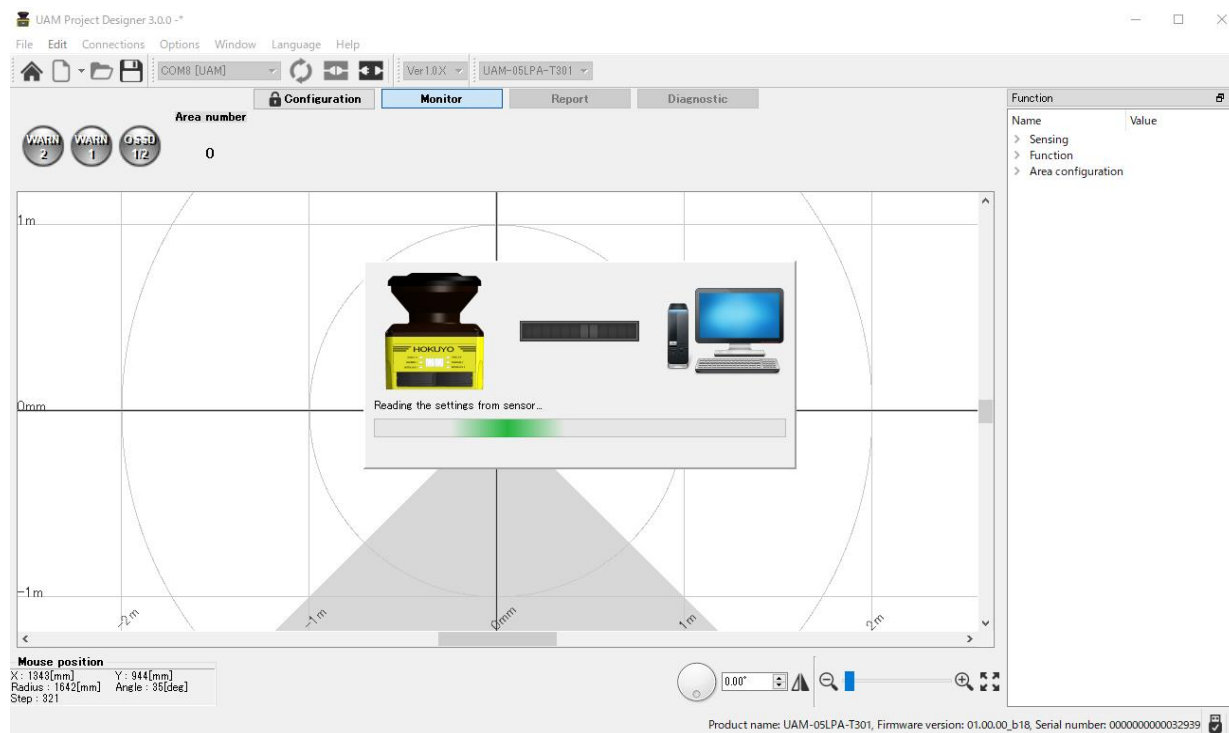 UAM Project Designer 3.0.0 -*
File Edit Connections Options Window Language Help
COM8 [UAM] Ver1.0X UAM-05LPA-T301
Configuration Monitor Report Diagnostic
Function
Area number
Name Value
WARN 2 WARN 1 OSSD 1/2 0
Sensing
Function
Area configuration
1m
HOKUYO
0mm
Reading the settings from sensor...
-1m
-2m -1m 0mm 1m 2m
Mouse position
X : 1343[mm] Y : 944[mm]
Radius : 1642[mm] Angle : 35[deg]
Step : 321
0.00°
Product name: UAM-05LPA-T301, Firmware version: 01.00.00_b18, Serial number: 0000000000032939